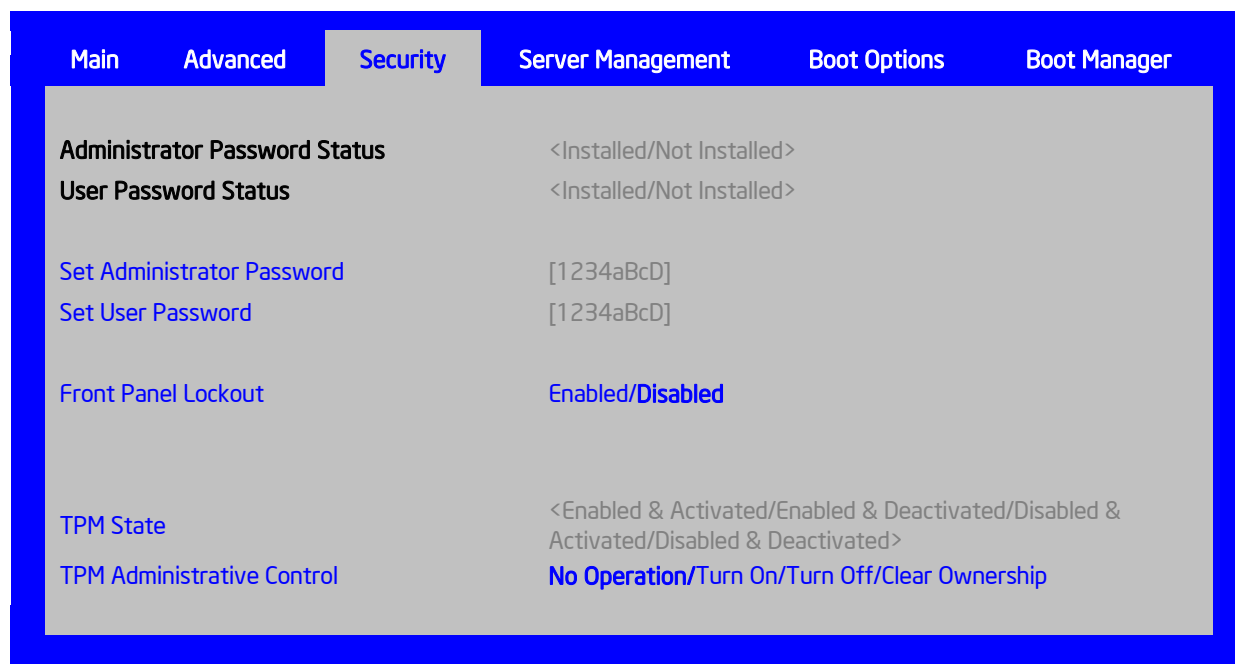 Main Advanced Security Server Management Boot Options Boot Manager
Administrator Password Status <Installed/Not Installed>
User Password Status <Installed/Not Installed>
Set Administrator Password [1234aBcD]
Set User Password [1234aBcD]
Front Panel Lockout Enabled/Disabled
TPM State <Enabled & Activated/Enabled & Deactivated/Disabled &
Activated/Disabled & Deactivated>
TPM Administrative Control No Operation/Turn On/Turn Off/Clear Ownership